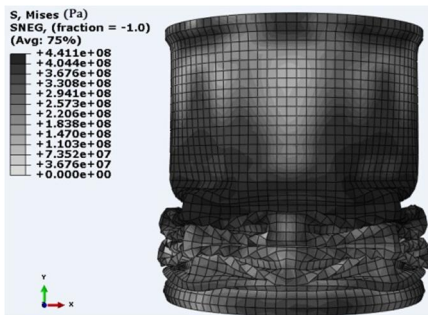 S, Mises (Pa)
SNEG, (fraction = -1.0)
(Avg: 75%)
+4.411e+08
+4.044e+08
+3.676e+08
+3.308e+08
+2.941e+08
+2.573e+08
+2.206e+08
+1.838e+08
+1.470e+08
+1.103e+08
+7.352e+07
+3.676e+07
+0.000e+00
Y
X